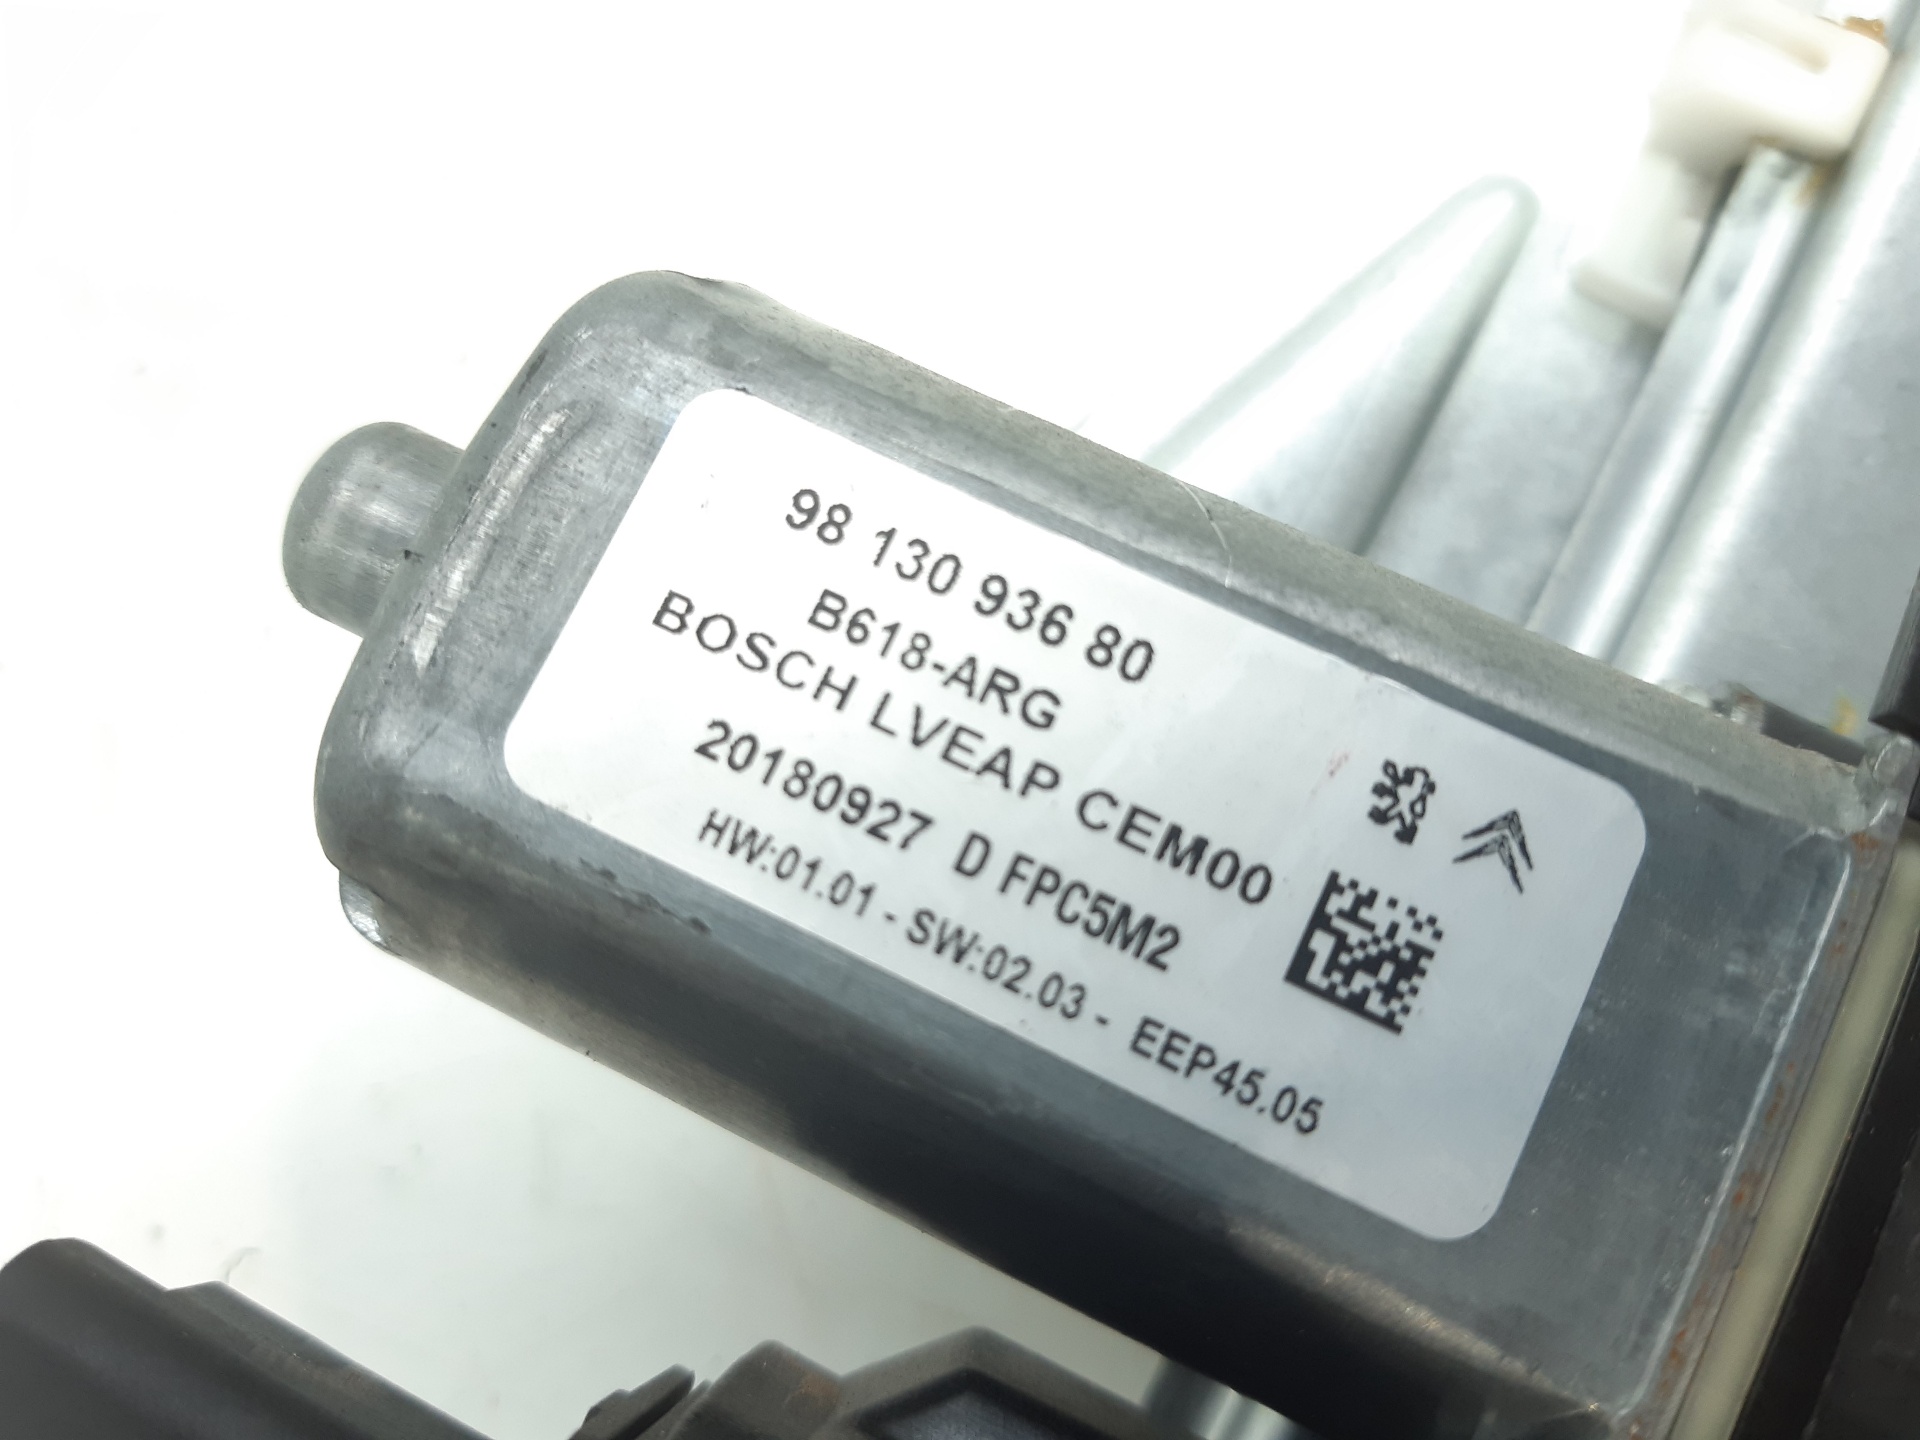 98 130 936 80
B618-ARG
BOSCH LVEAP CEM00
20180927 D FPC5M2
HW:01.01 - SW:02.03 - EEP45.05